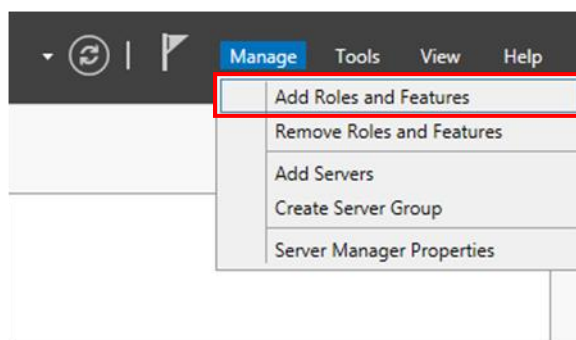 Manage Tools View Help
Add Roles and Features
Remove Roles and Features
Add Servers
Create Server Group
Server Manager Properties